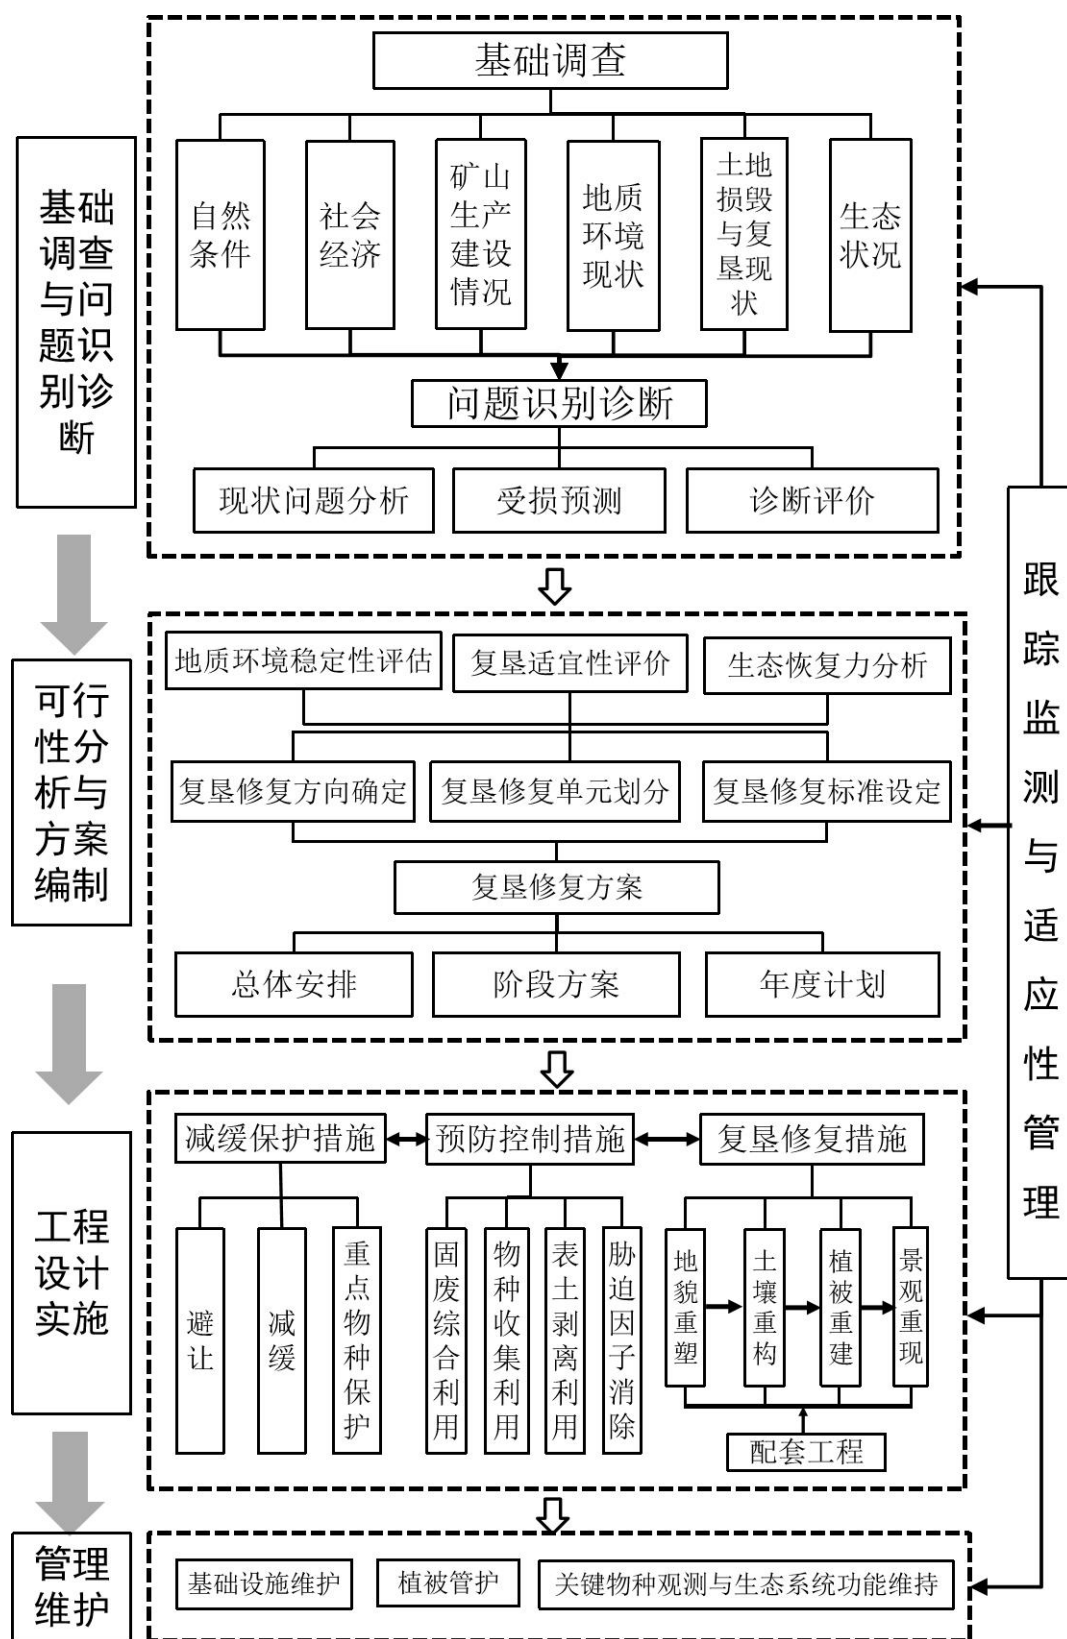 基础调查
基础
调查
与问
题识
别诊
断
自然
条件
社会
经济
矿山
生产
建设
情况
地质
环境
现状
土地
损毁
与复
垦现
状
生态
状况
问题识别诊断
现状问题分析
受损预测
诊断评价
跟踪监测与适应性管理
可行
性分
析与
方案
编制
地质环境稳定性评估
复垦适宜性评价
生态恢复力分析
复垦修复方向确定
复垦修复单元划分
复垦修复标准设定
复垦修复方案
总体安排
阶段方案
年度计划
工程
设计
实施
减缓保护措施
预防控制措施
复垦修复措施
避让
减缓
重点物种保护
固废综合利用
物种收集利用
表土剥离利用
胁迫因子消除
地貌重塑
土壤重构
植被重建
景观重现
配套工程
管理
维护
基础设施维护
植被管护
关键物种观测与生态系统功能维持